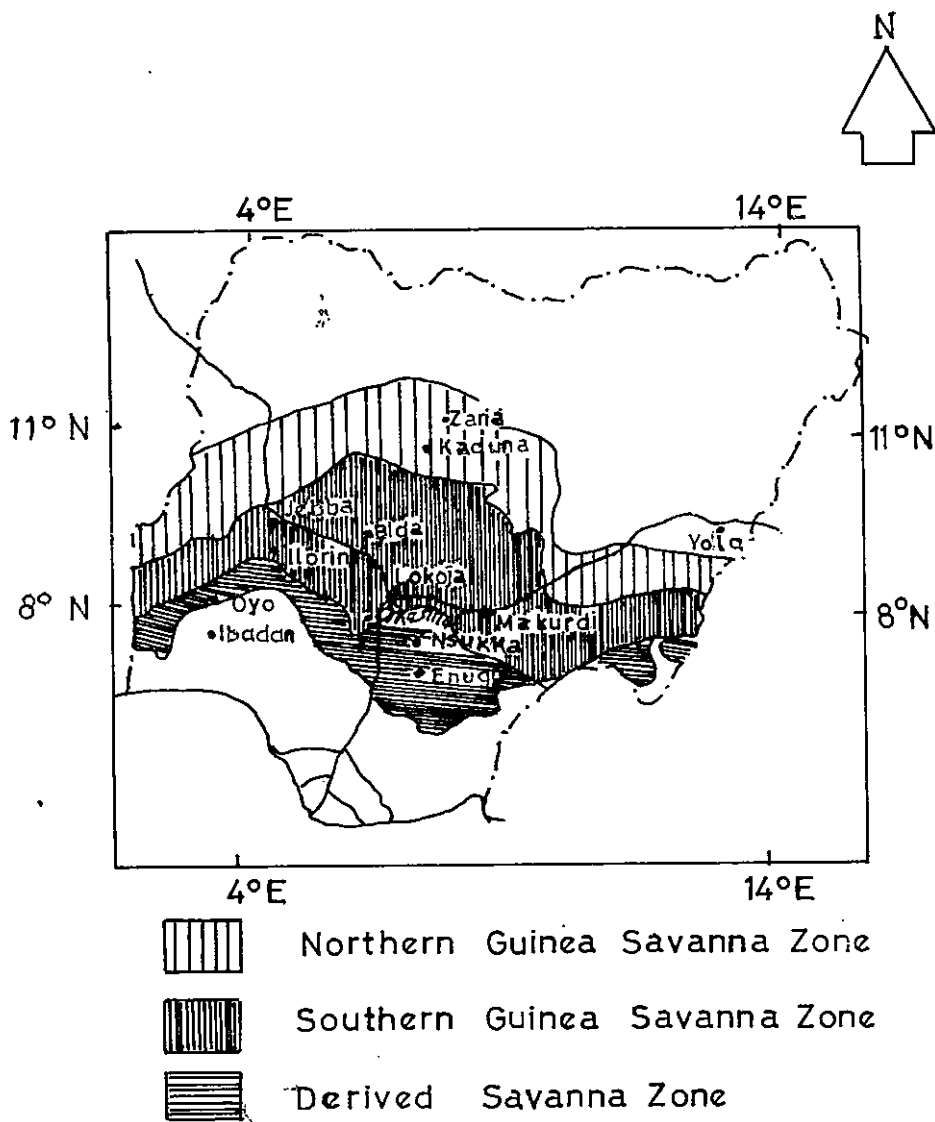 N
4°E 14°E
11° N Zaria 11°N
Kaduna
Jebba
Bida
Yola
Ilorin
Lokoja
8° N Oyo Makurdi 8°N
Ibadan Nsukka
Enugu
4°E 14°E
Northern Guinea Savanna Zone
Southern Guinea Savanna Zone
Derived Savanna Zone